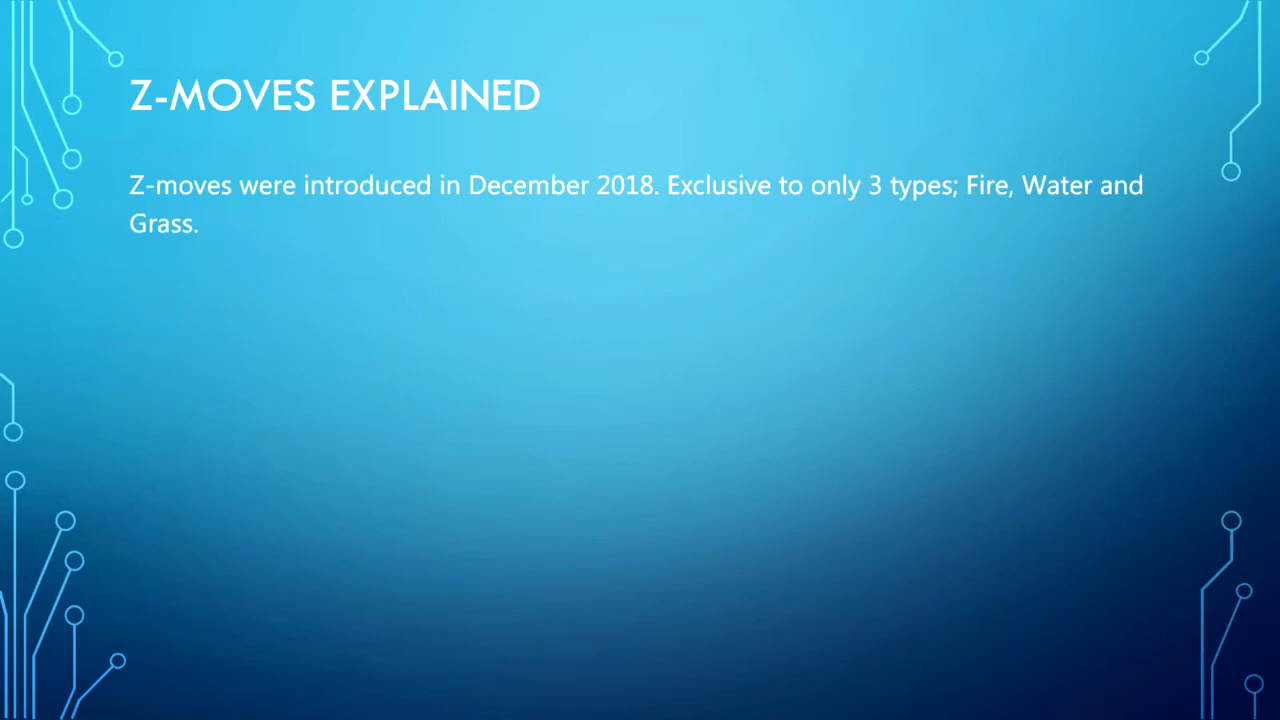 Z-MOVES EXPLAINED
Z-moves were introduced in December 2018. Exclusive to only 3 types; Fire, Water and
Grass.